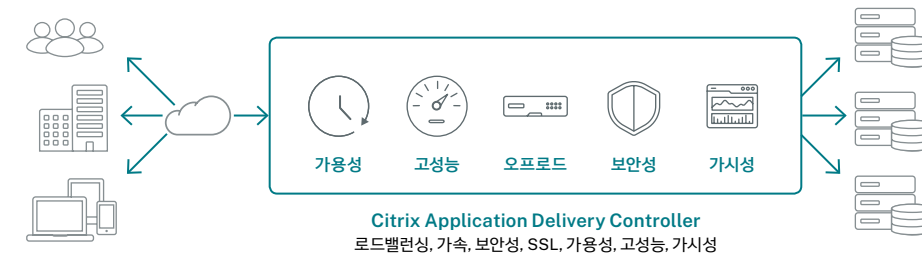 가용성 고성능 오프로드 보안성 가시성
Citrix Application Delivery Controller
로드밸런싱, 가속, 보안성, SSL, 가용성, 고성능, 가시성